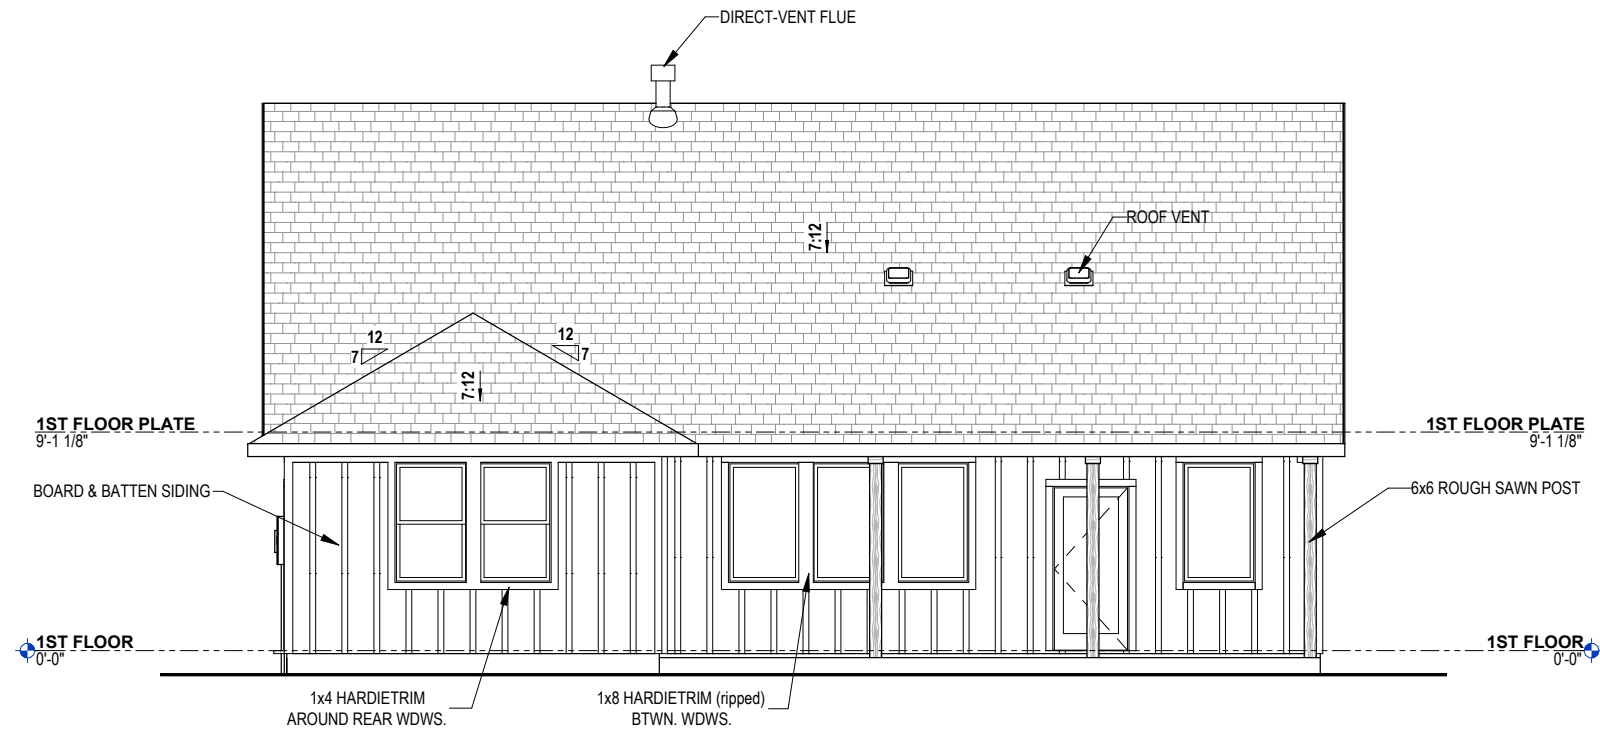 DIRECT-VENT FLUE
ROOF VENT
7:12
12
7
12
7
7:12
1ST FLOOR PLATE
9'-1 1/8"
1ST FLOOR PLATE
9'-1 1/8"
BOARD & BATTEN SIDING
6x6 ROUGH SAWN POST
1ST FLOOR
0'-0"
1ST FLOOR
0'-0"
1x4 HARDIETRIM
AROUND REAR WDWS.
1x8 HARDIETRIM (ripped)
BTWN. WDWS.